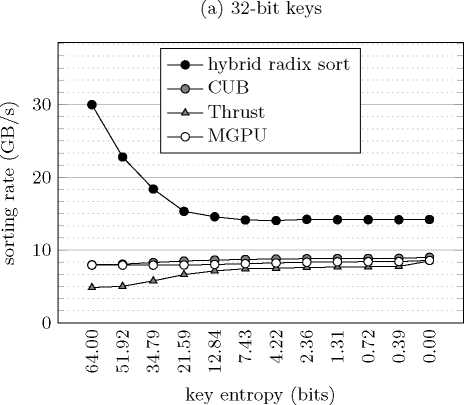 (a) 32-bit keys
hybrid radix sort
CUB
Thrust
MGPU
sorting rate (GB/s)
30
20
10
0
64.00
51.92
34.79
21.59
12.84
7.43
4.22
2.36
1.31
0.72
0.39
0.00
key entropy (bits)